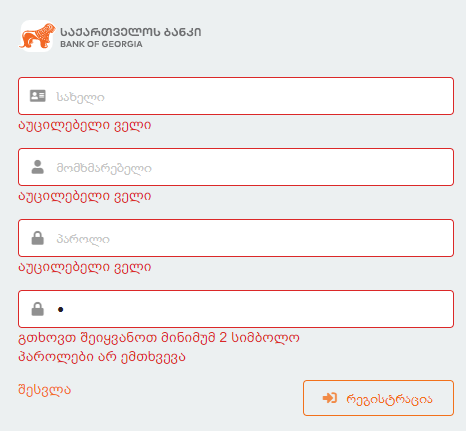 ᲡᲐᲥᲐᲠᲗᲕᲔᲚᲝᲡ ᲑᲐᲜᲙᲘ
BANK OF GEORGIA
სახელი
აუცილებელი ველი
მომხმარებელი
აუცილებელი ველი
პაროლი
აუცილებელი ველი
გთხოვთ შეიყვანოთ მინიმუმ 2 სიმბოლო
პაროლები არ ემთხვევა
შესვლა
რეგისტრაცია